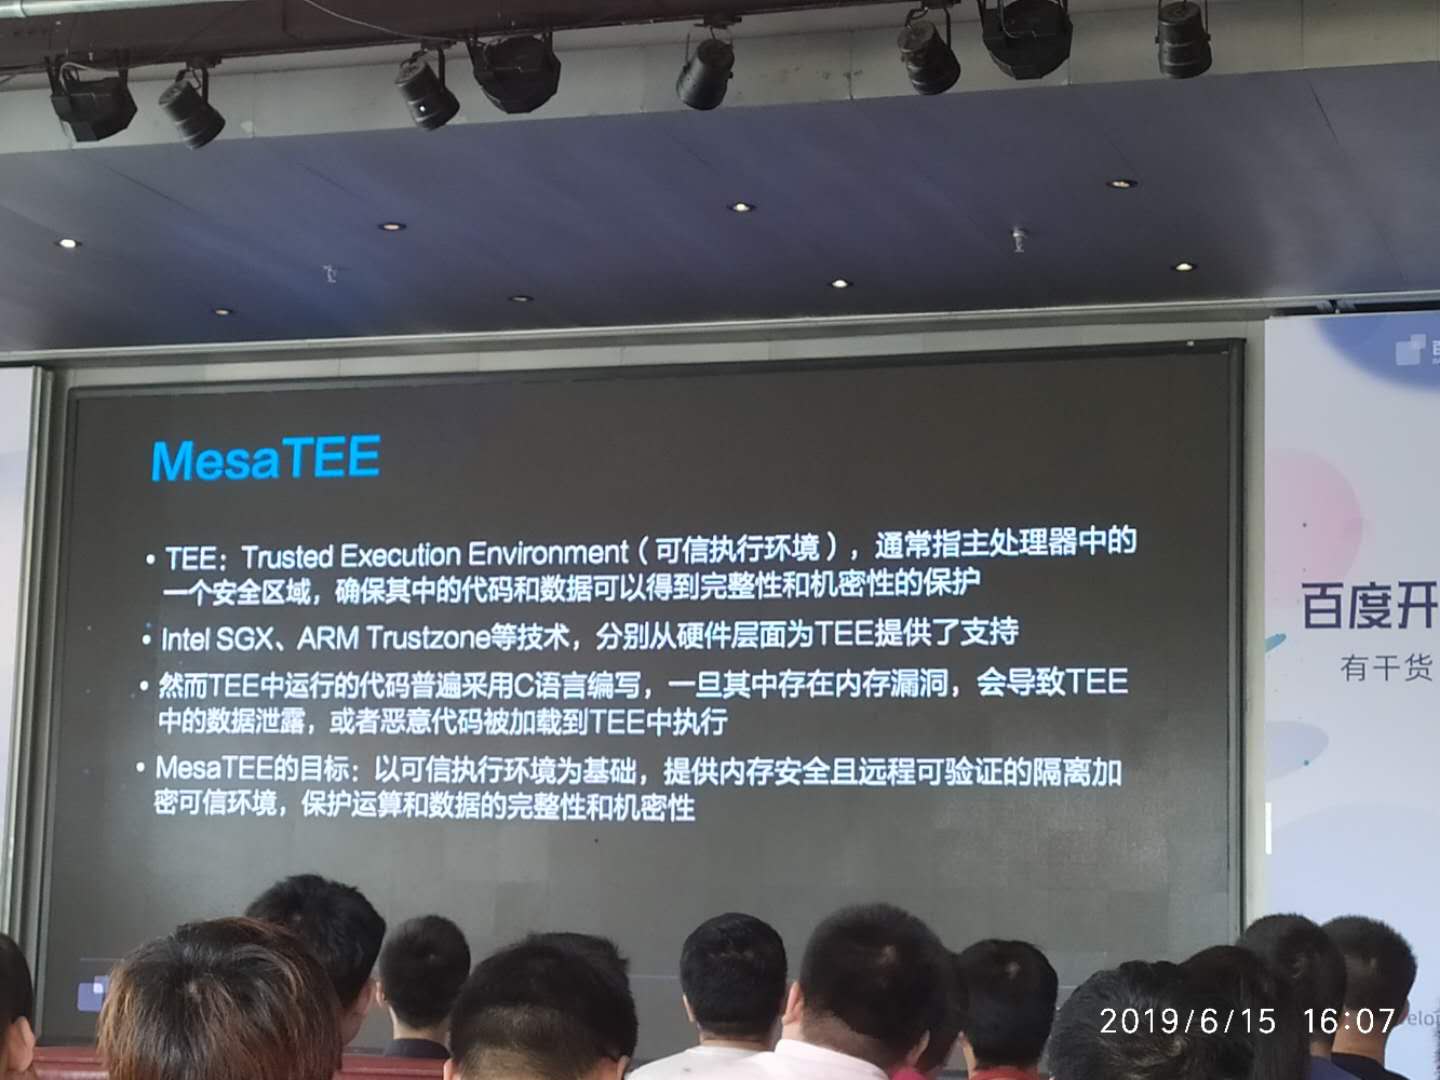 MesaTEE
• TEE：Trusted Execution Environment（可信执行环境），通常指主处理器中的
一个安全区域，确保其中的代码和数据可以得到完整性和机密性的保护
• Intel SGX、ARM Trustzone等技术，分别从硬件层面为TEE提供了支持
• 然而TEE中运行的代码普遍采用C语言编写，一旦其中存在内存漏洞，会导致TEE
中的数据泄露，或者恶意代码被加载到TEE中执行
• MesaTEE的目标：以可信执行环境为基础，提供内存安全且远程可验证的隔离加
密可信环境，保护运算和数据的完整性和机密性
百度开
有干货
2019/6/15 16:07